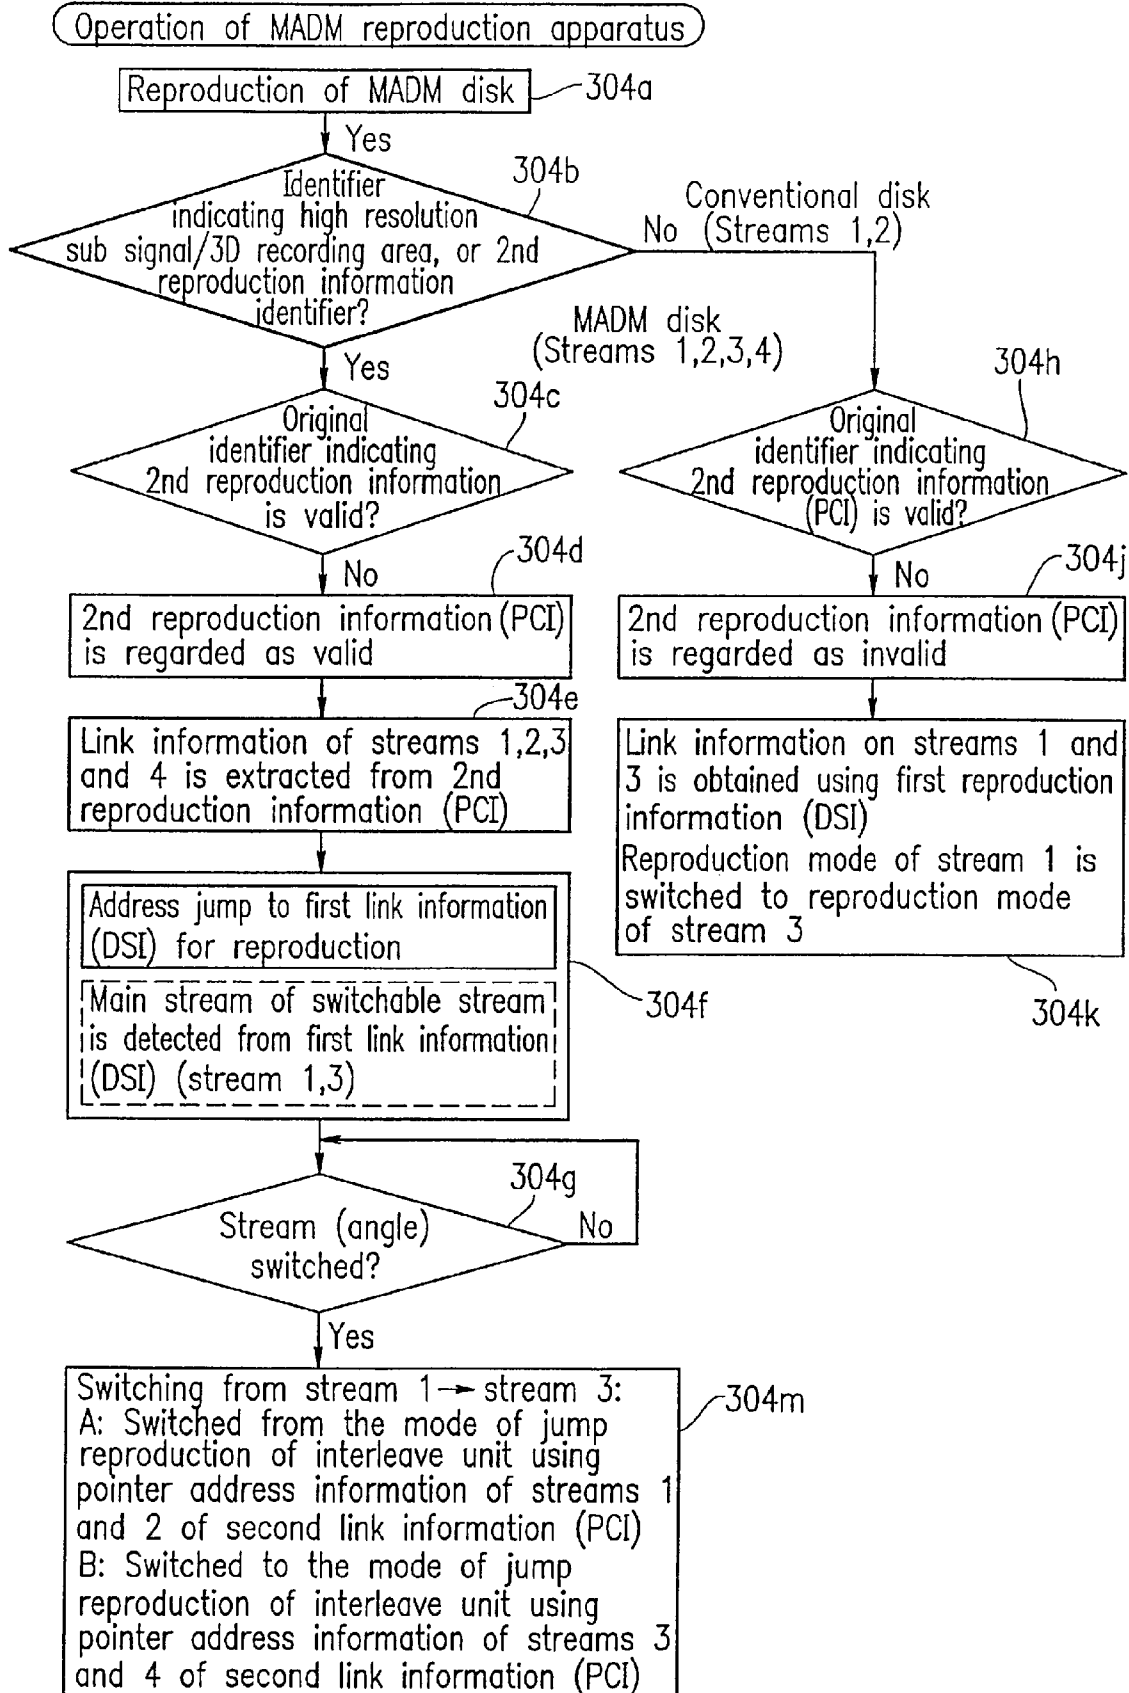 Operation of MADM reproduction apparatus
Reproduction of MADM disk
304a
Yes
304b
Identifier
indicating high resolution
sub signal/3D recording area, or 2nd
reproduction information
identifier?
Conventional disk
No (Streams 1,2)
MADM disk
(Streams 1,2,3,4)
Yes
304c
Original
identifier indicating
2nd reproduction information
is valid?
304h
Original
identifier indicating
2nd reproduction information
(PCI) is valid?
No
304d
2nd reproduction information (PCI)
is regarded as valid
No
304j
2nd reproduction information (PCI)
is regarded as invalid
304e
Link information of streams 1,2,3
and 4 is extracted from 2nd
reproduction information (PCI)
Link information on streams 1 and
3 is obtained using first reproduction
information (DSI)
Reproduction mode of stream 1 is
switched to reproduction mode
of stream 3
304k
Address jump to first link information
(DSI) for reproduction
Main stream of switchable stream
is detected from first link information
(DSI) (stream 1,3)
304f
304g
Stream (angle)
switched?
No
Yes
304m
Switching from stream 1→ stream 3:
A: Switched from the mode of jump
reproduction of interleave unit using
pointer address information of streams 1
and 2 of second link information (PCI)
B: Switched to the mode of jump
reproduction of interleave unit using
pointer address information of streams 3
and 4 of second link information (PCI)